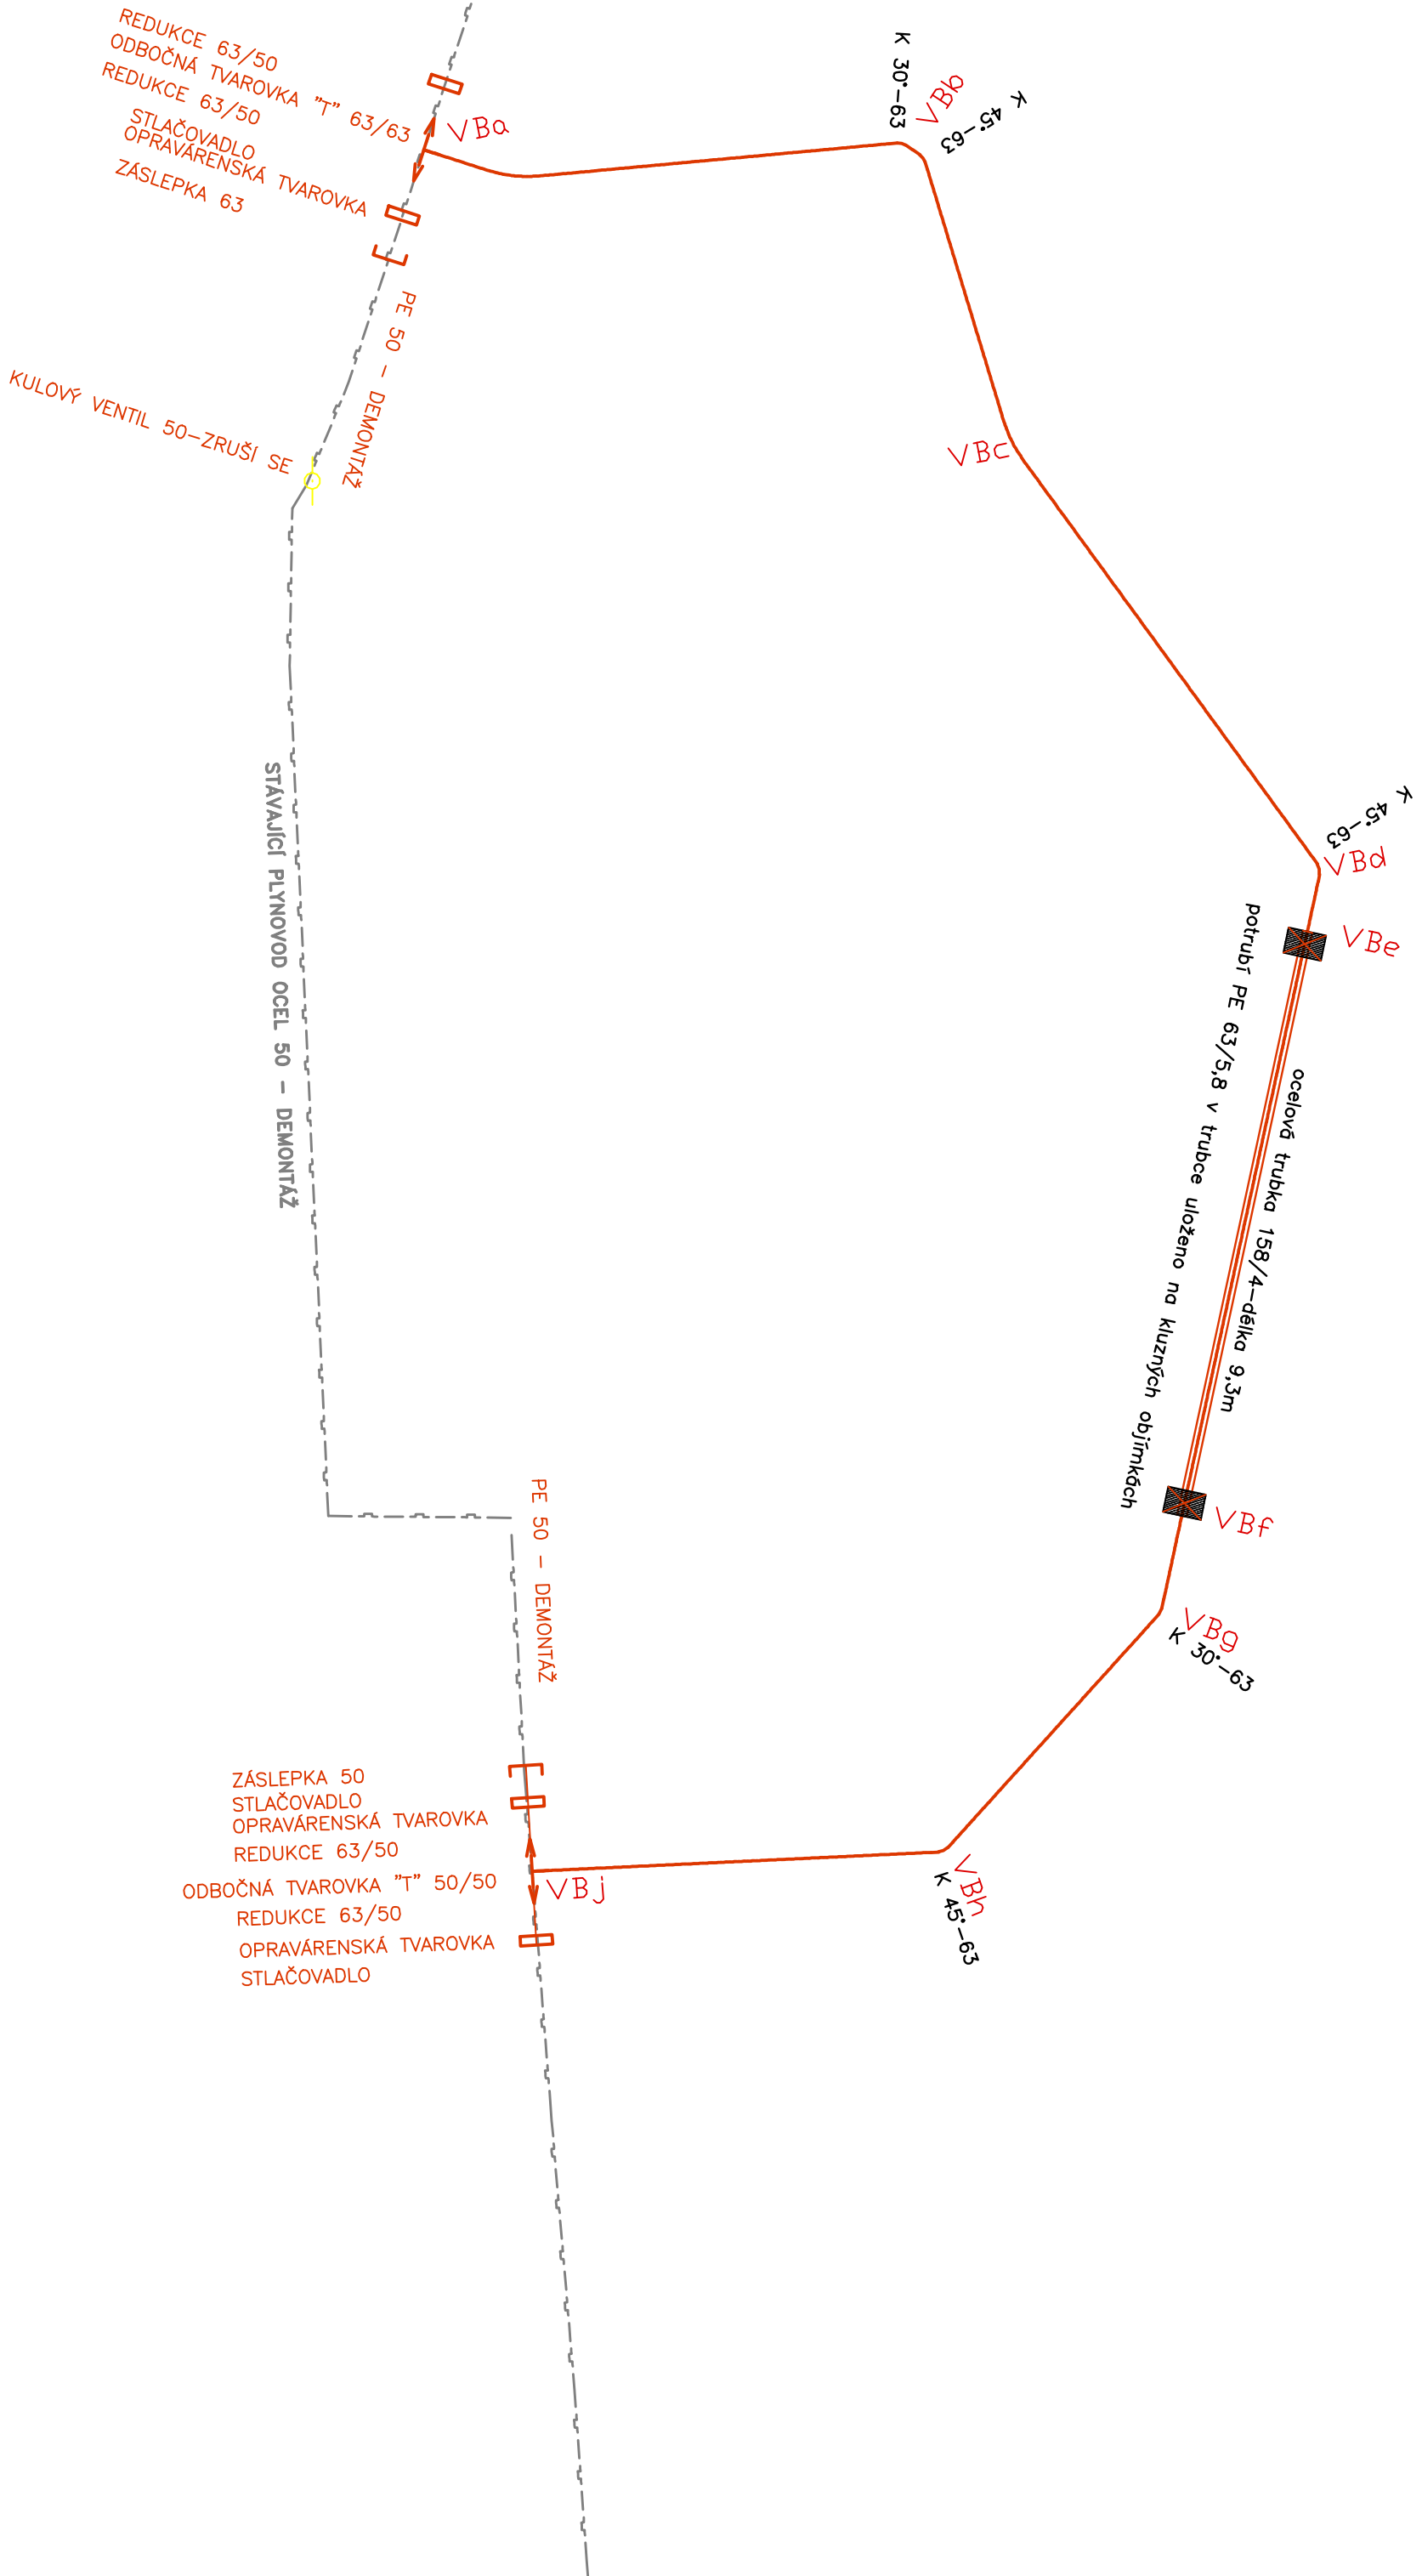 REDUKCE 63/50
ODBOČNÁ TVAROVKA "T" 63/63
REDUKCE 63/50
STLAČOVADLO
OPRAVÁRENSKÁ TVAROVKA
ZÁSLEPKA 63
VBa
K 30°-63
VBb
K 45°-63
PE 50 - DEMONTÁŽ
KULOVÝ VENTIL 50-ZRUŠÍ SE
VBc
K 45°-63
VBd
VBe
STÁVAJÍCÍ PLYNOVOD OCEL 50 - DEMONTÁŽ
potrubí PE 63/5,8 v trubce uloženo na kluzných objímkách
ocelová trubka 158/4-délka 9,3m
VBf
PE 50 - DEMONTÁŽ
VBg
K 30°-63
ZÁSLEPKA 50
STLAČOVADLO
OPRAVÁRENSKÁ TVAROVKA
REDUKCE 63/50
ODBOČNÁ TVAROVKA "T" 50/50
REDUKCE 63/50
OPRAVÁRENSKÁ TVAROVKA
STLAČOVADLO
VBj
VBh
K 45°-63